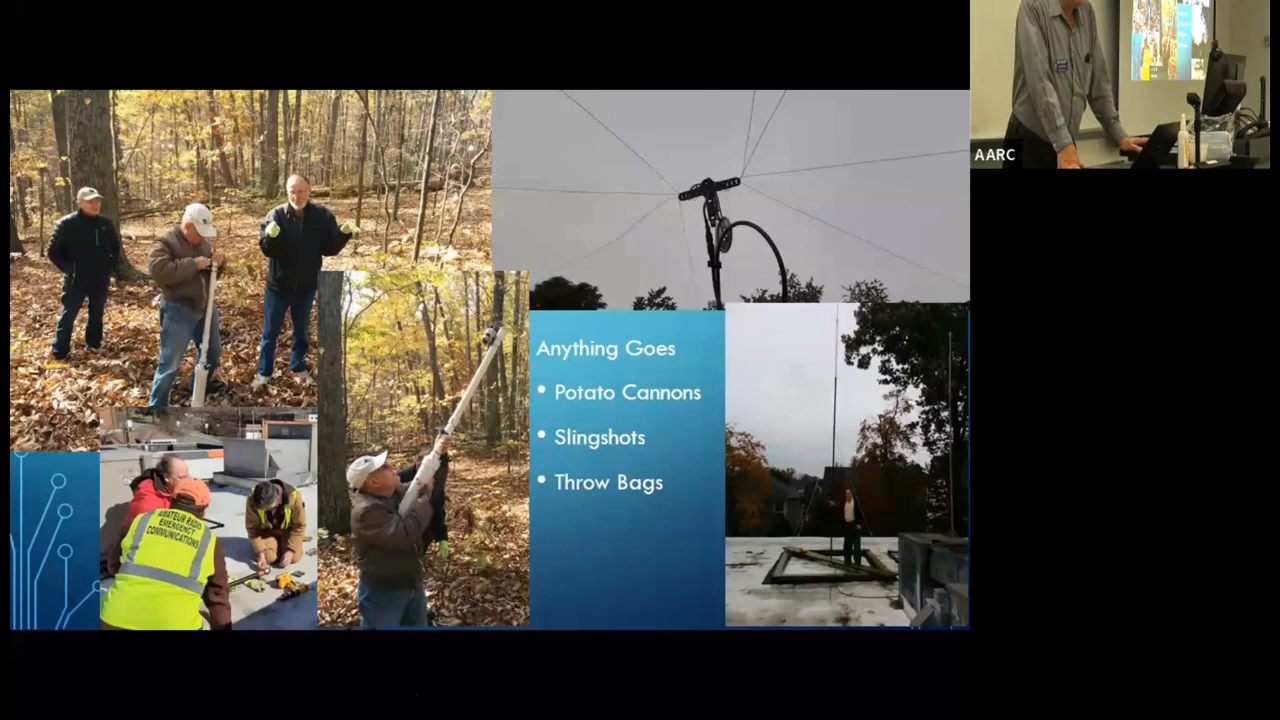 Anything Goes
• Potato Cannons
• Slingshots
• Throw Bags
AMATEUR RADIO
EMERGENCY
COMMUNICATIONS
AARC